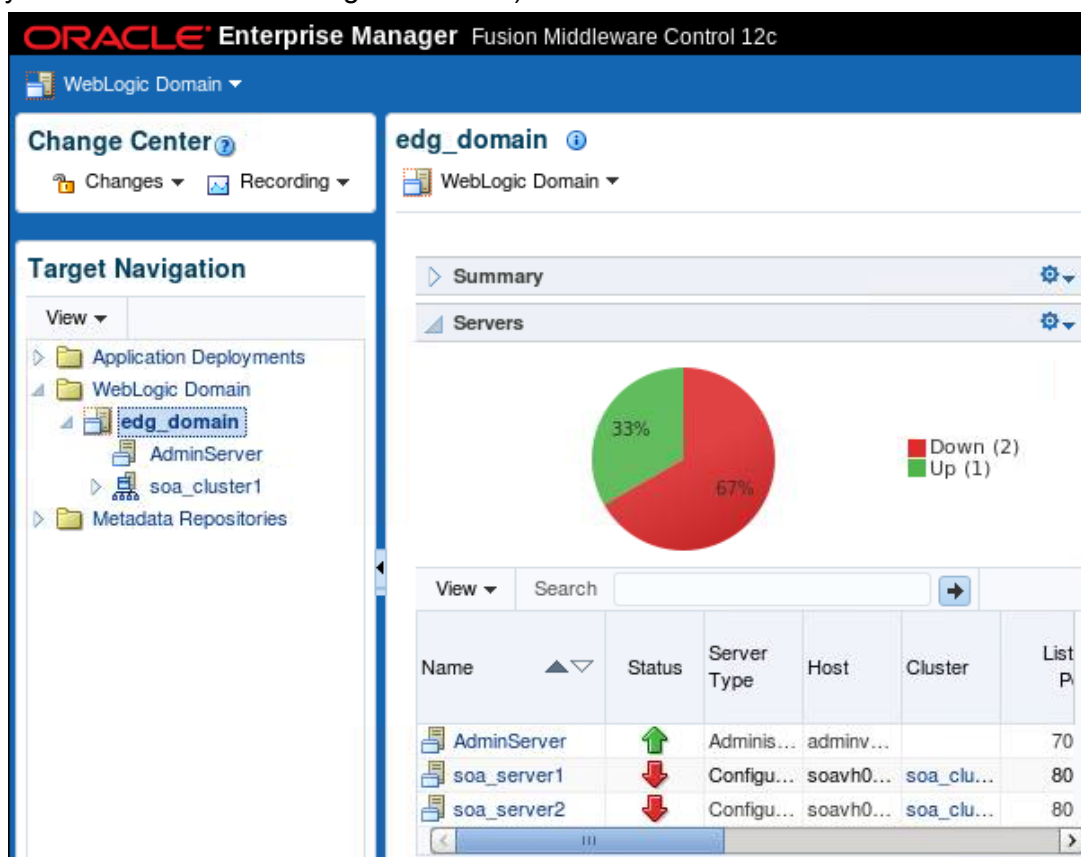 ORACLE Enterprise Manager Fusion Middleware Control 12c
WebLogic Domain
Change Center
Changes Recording
Target Navigation
View
Application Deployments
WebLogic Domain
edg_domain
AdminServer
soa_cluster1
Metadata Repositories
edg_domain
WebLogic Domain
Summary
Servers
33%
67%
Down (2)
Up (1)
View Search
Name Status Server Type Host Cluster List
AdminServer Adminis... adminv... 70
soa_server1 Configu... soavh0... soa_clu... 80
soa_server2 Configu... soavh0... soa_clu... 80